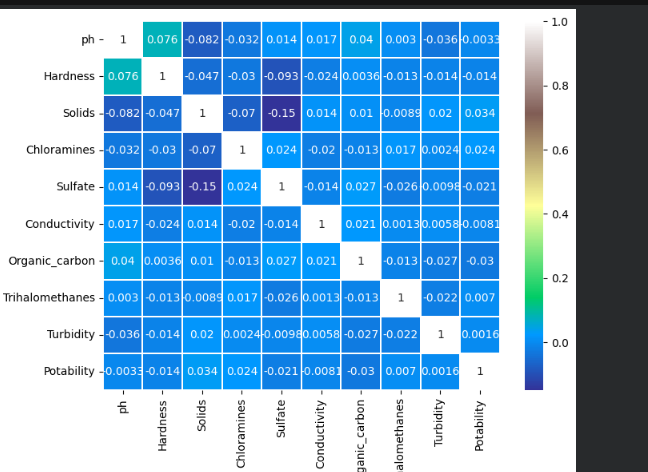 ph 1 0.076 -0.082 -0.032 0.014 0.017 0.04 0.003 -0.036 -0.0033
Hardness 0.076 1 -0.047 -0.03 -0.093 -0.024 0.0036 -0.013 -0.014 -0.014
Solids -0.082 -0.047 1 -0.07 -0.15 0.014 0.01 -0.0089 0.02 0.034
Chloramines -0.032 -0.03 -0.07 1 0.024 -0.02 -0.013 0.017 0.0024 0.024
Sulfate 0.014 -0.093 -0.15 0.024 1 -0.014 0.027 -0.026 -0.0098 -0.021
Conductivity 0.017 -0.024 0.014 -0.02 -0.014 1 0.021 0.0013 0.0058 -0.0081
Organic_carbon 0.04 0.0036 0.01 -0.013 0.027 0.021 1 -0.013 -0.027 -0.03
Trihalomethanes 0.003 -0.013 -0.0089 0.017 -0.026 0.0013 -0.013 1 -0.022 0.007
Turbidity -0.036 -0.014 0.02 0.0024 -0.0098 0.0058 -0.027 -0.022 1 0.0016
Potability -0.0033 -0.014 0.034 0.024 -0.021 -0.0081 -0.03 0.007 0.0016 1
ph
Hardness
Solids
Chloramines
Sulfate
Conductivity
ganic_carbon
alomethanes
Turbidity
Potability
1.0
0.8
0.6
0.4
0.2
0.0